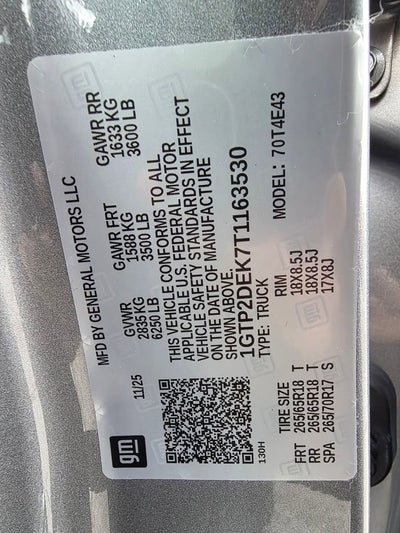 gm
MFD BY GENERAL MOTORS LLC
11/25
GVWR
2835KG
6250 LB
GAWR FRT
1588 KG
3500 LB
GAWR RR
1633 KG
3600 LB
THIS VEHICLE CONFORMS TO ALL
APPLICABLE U.S. FEDERAL MOTOR
VEHICLE SAFETY STANDARDS IN EFFECT
ON THE DATE OF MANUFACTURE
SHOWN ABOVE.
1GTP2DEK7T1163530
TYPE: TRUCK
MODEL: 70T4E43
130H
TIRE SIZE RIM
FRT 265/65R18 T 18X8.5J
RR 265/65R18 T 18X8.5J
SPA 265/70R17 S 17X8J